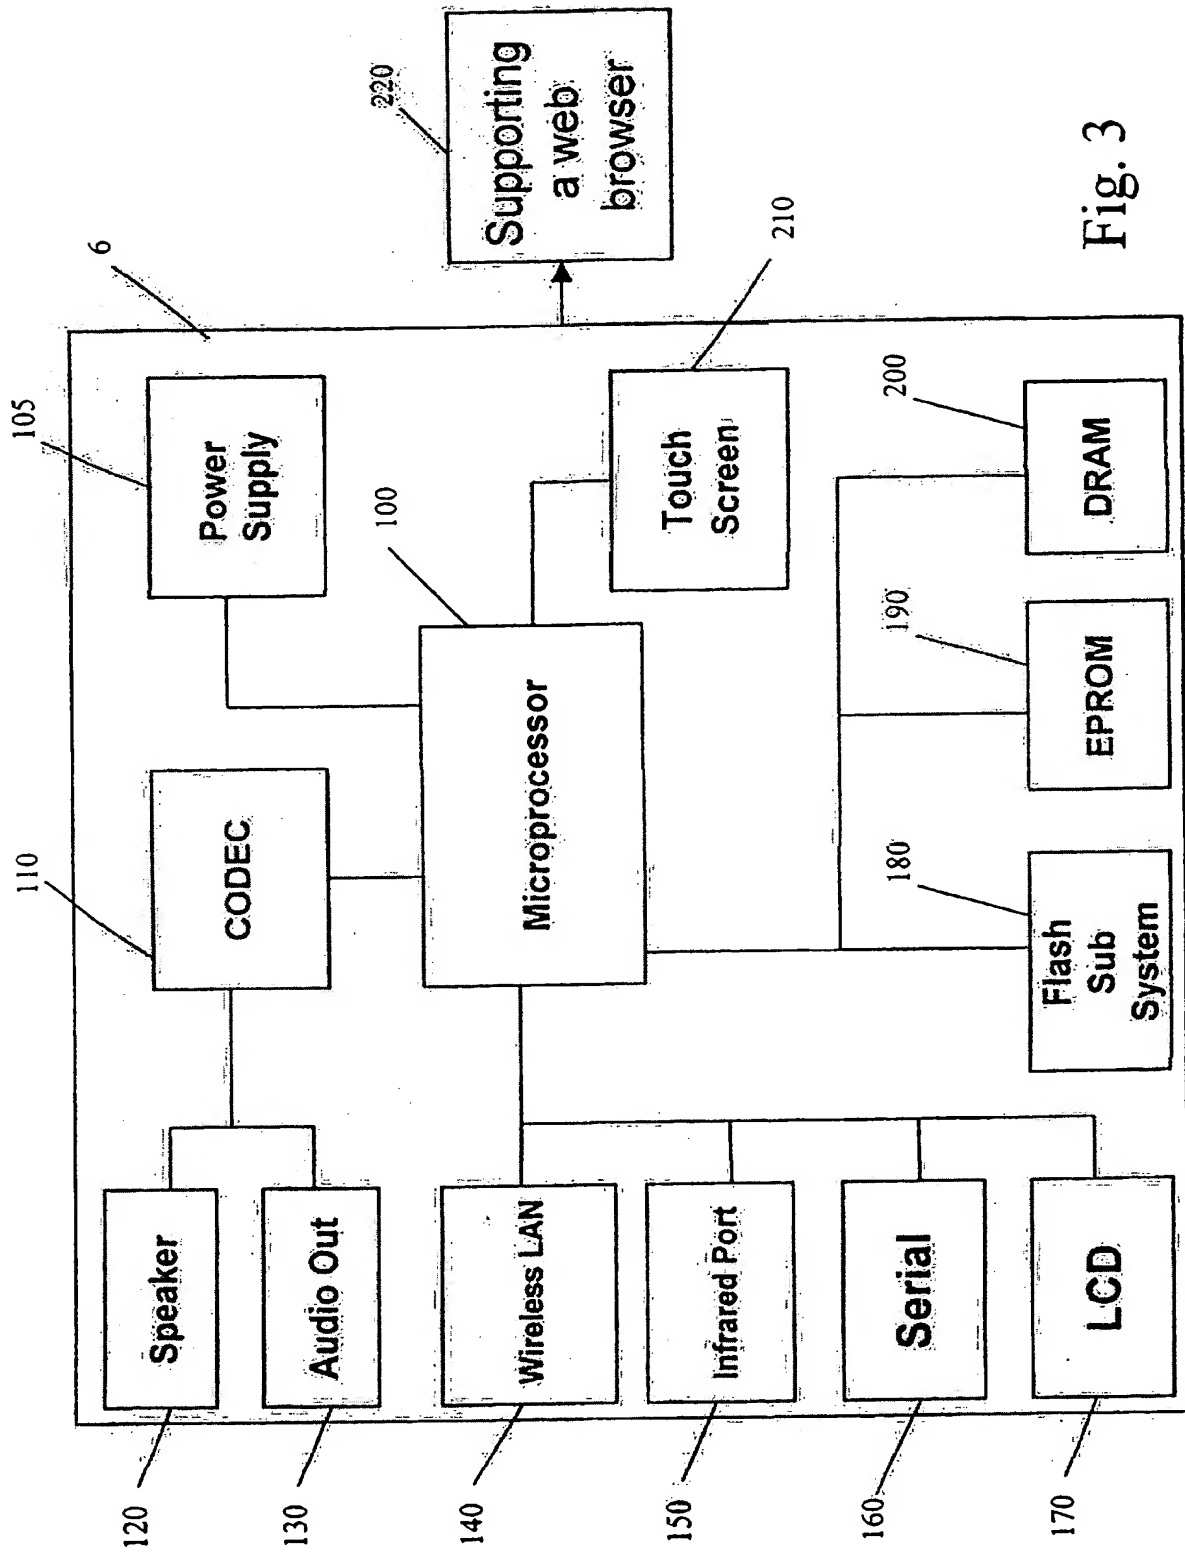 120
Speaker
130
Audio Out
140
Wireless LAN
150
Infrared Port
160
Serial
170
LCD
110
CODEC
105
Power
Supply
100
Microprocessor
180
Flash
Sub
System
190
EPROM
200
DRAM
210
Touch
Screen
6
220
Supporting
a web
browser
Fig. 3